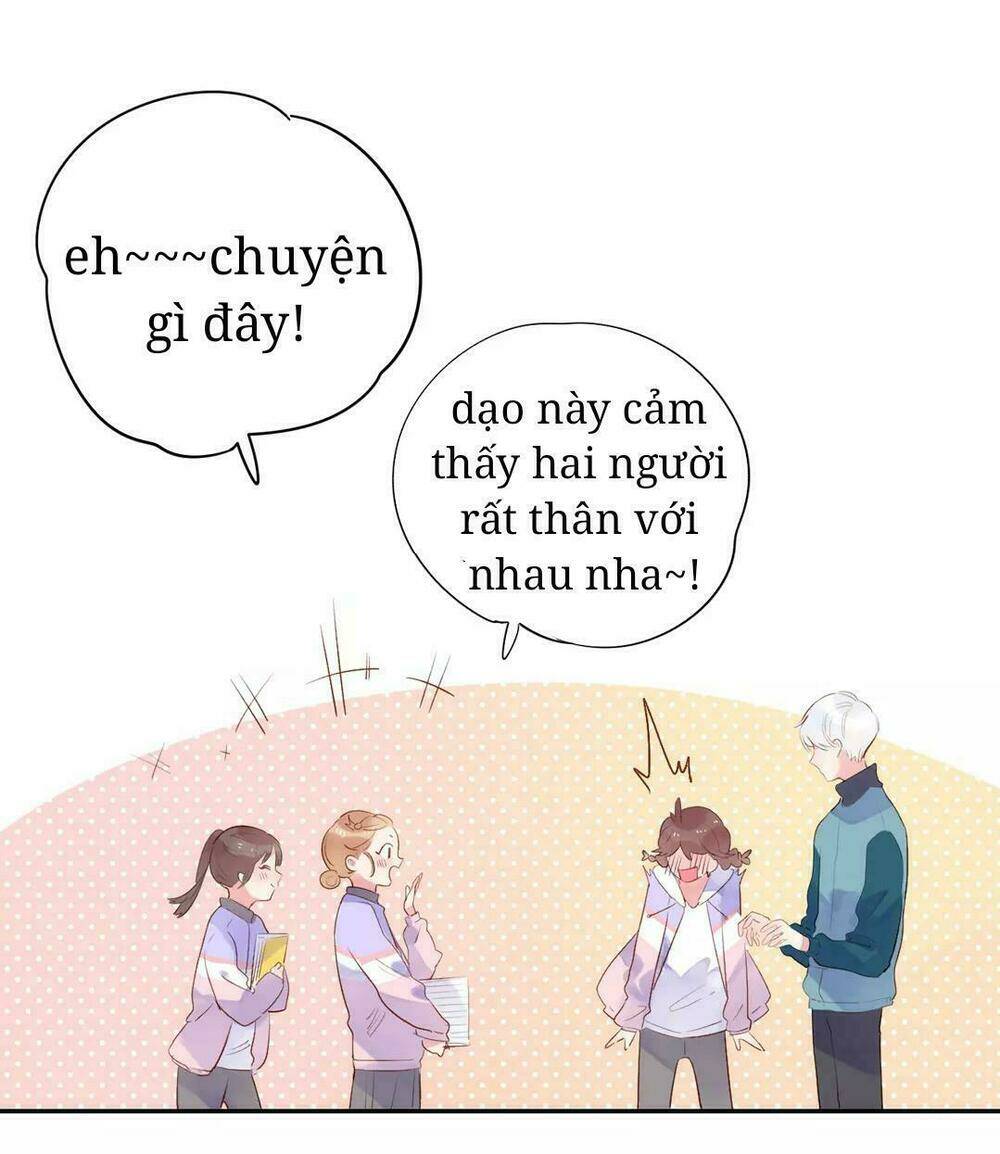 eh~~~chuyện
gì đây!
dạo này cảm
thấy hai người
rất thân với
nhau nha~!